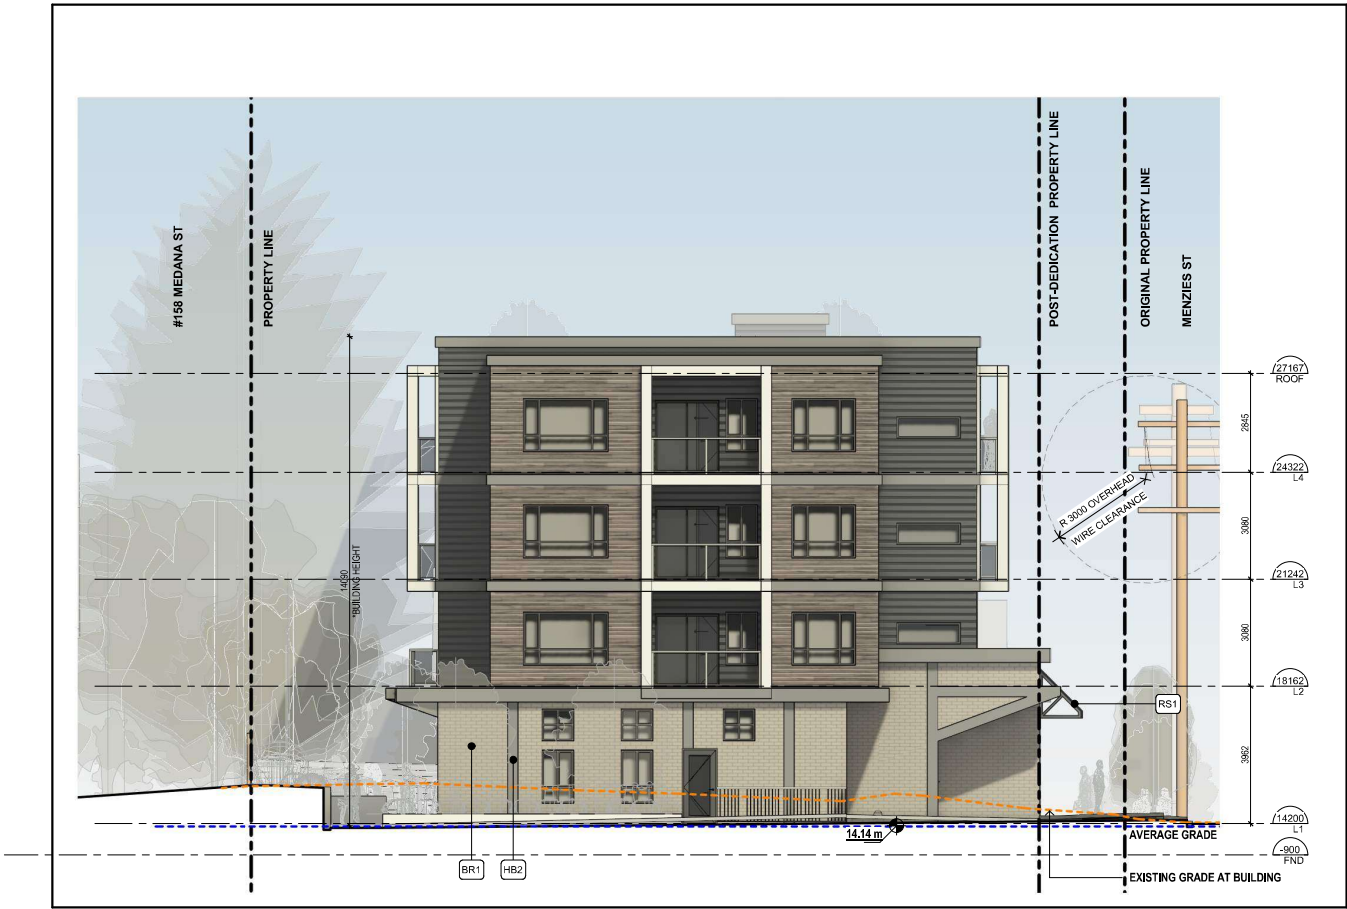 #158 MEDANA ST
PROPERTY LINE
POST-DEDICATION PROPERTY LINE
ORIGINAL PROPERTY LINE
MENZIES ST
27167
ROOF
2845
24322
L4
R 3000 OVERHEAD
WIRE CLEARANCE
3080
21242
L3
14090
*BUILDING HEIGHT
3080
18162
L2
RS1
3962
14200
L1
14.14 m
AVERAGE GRADE
-900
FND
BR1
HB2
EXISTING GRADE AT BUILDING